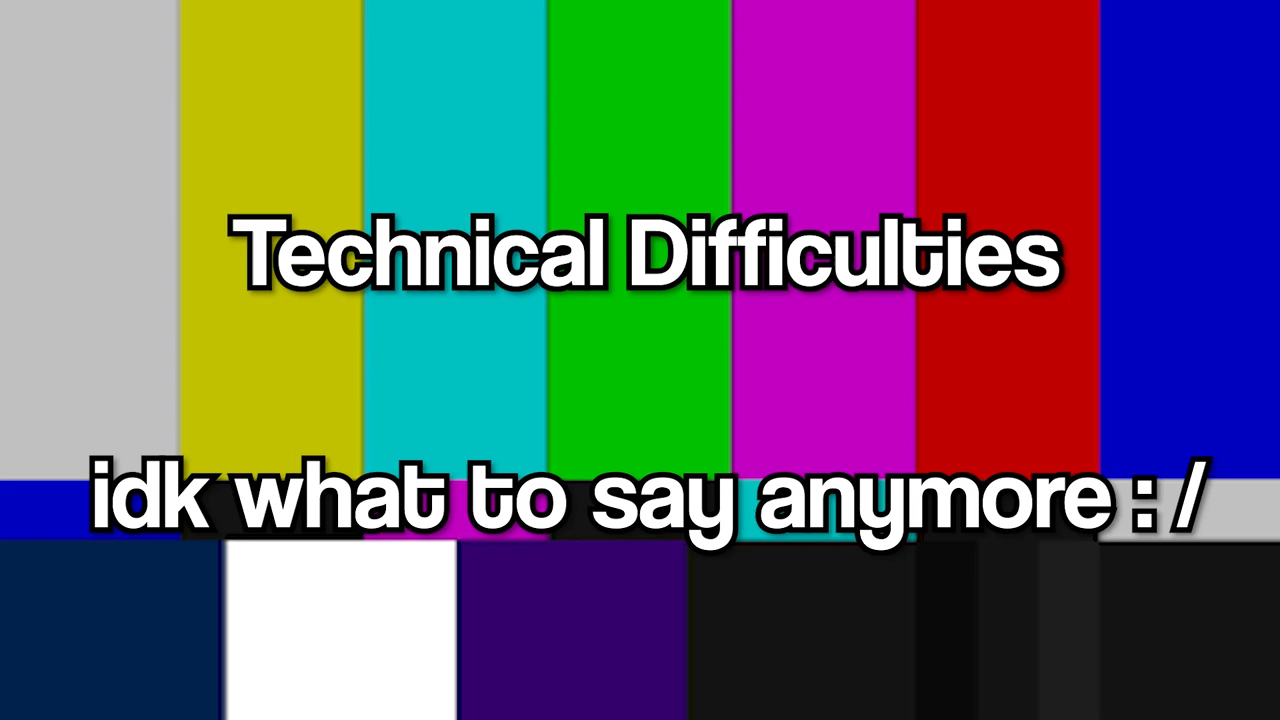 Technical Difficulties
idk what to say anymore : /